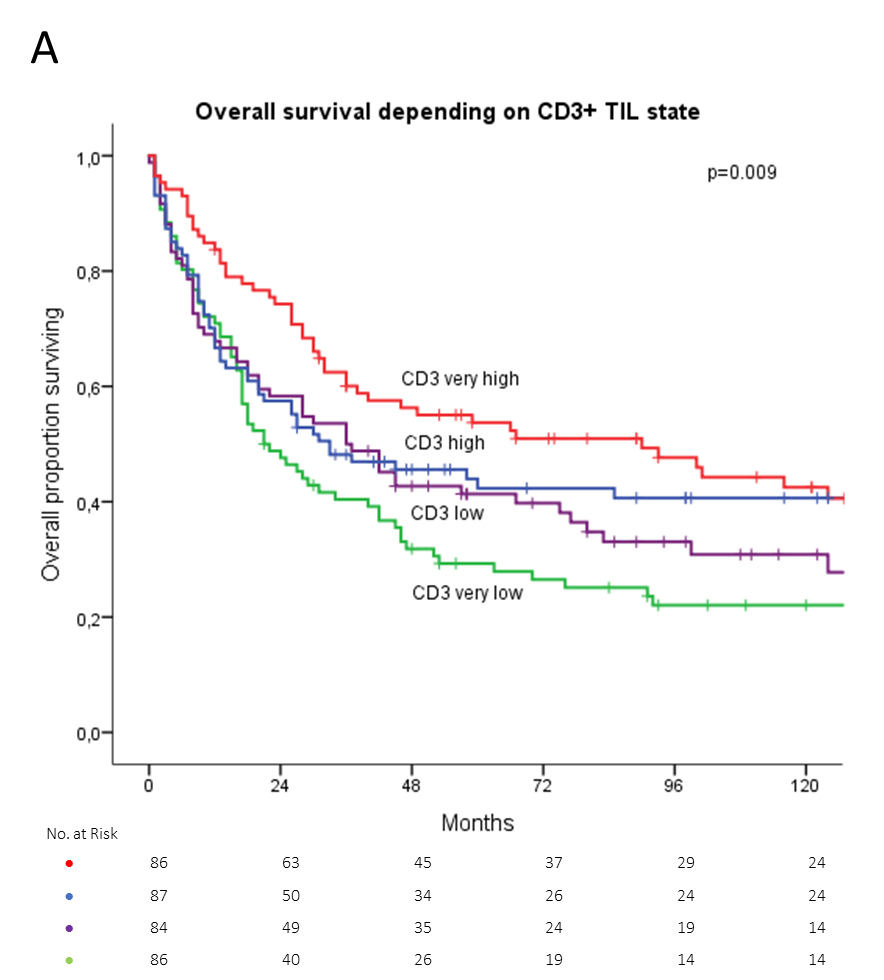 A
Overall survival depending on CD3+ TIL state
p=0.009
1,0
0,8
0,6
0,4
0,2
0,0
Overall proportion surviving
CD3 very high
CD3 high
CD3 low
CD3 very low
0 24 48 72 96 120
Months
No. at Risk
86 63 45 37 29 24
87 50 34 26 24 24
84 49 35 24 19 14
86 40 26 19 14 14